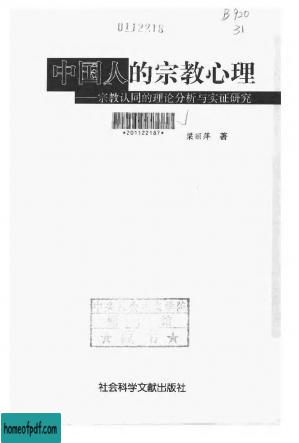 B920
31
0112218
中国人的宗教心理
——宗教认同的理论分析与实证研究
*201122187*
梁丽萍 著
社会科学文献出版社
homeofpdf.com